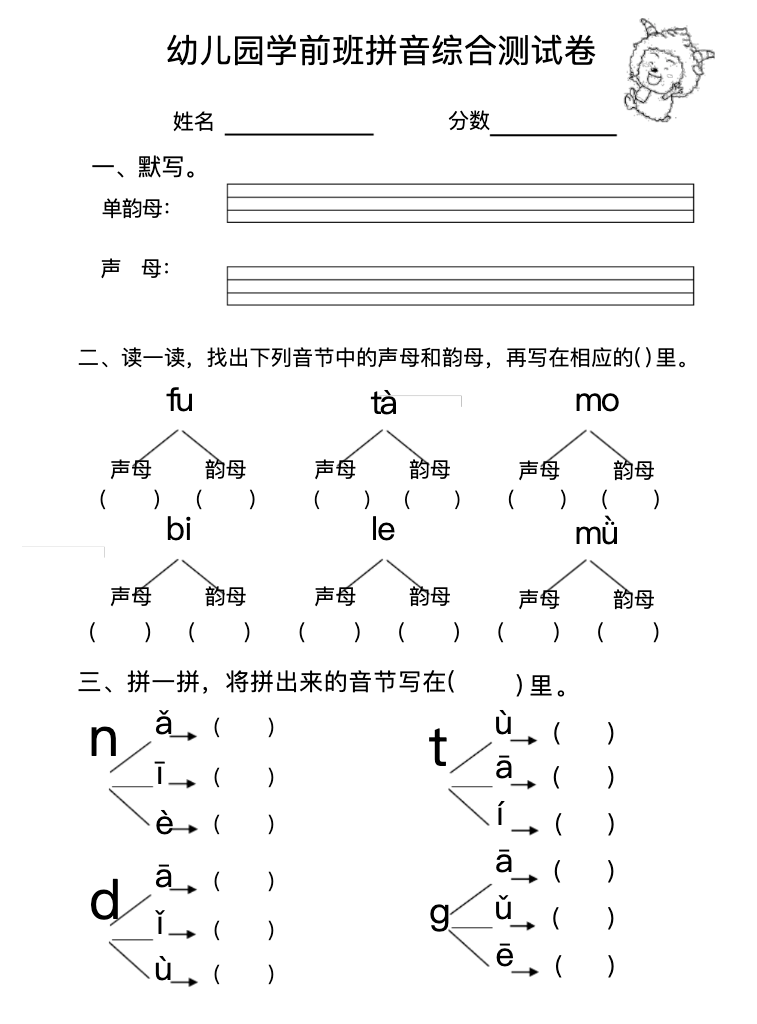 幼儿园学前班拼音综合测试卷
姓名 分数
一、默写。
单韵母：
声 母：
二、读一读，找出下列音节中的声母和韵母，再写在相应的( )里。
fu tà mo
声母 韵母 声母 韵母 声母 韵母
( ) ( ) ( ) ( ) ( ) ( )
bi le mǜ
声母 韵母 声母 韵母 声母 韵母
( ) ( ) ( ) ( ) ( ) ( )
三、拼一拼，将拼出来的音节写在( )里。
n
ǎ ( )
ī ( )
è ( )
t
ù ( )
ā ( )
í ( )
d
ā ( )
ǐ ( )
ù ( )
g
ā ( )
ǔ ( )
ē ( )